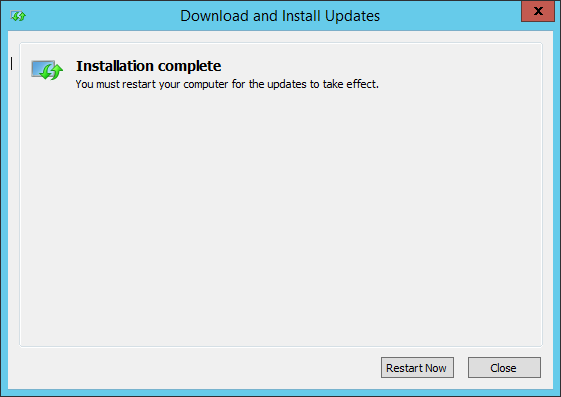 Download and Install Updates
x
Installation complete
You must restart your computer for the updates to take effect.
Restart Now
Close